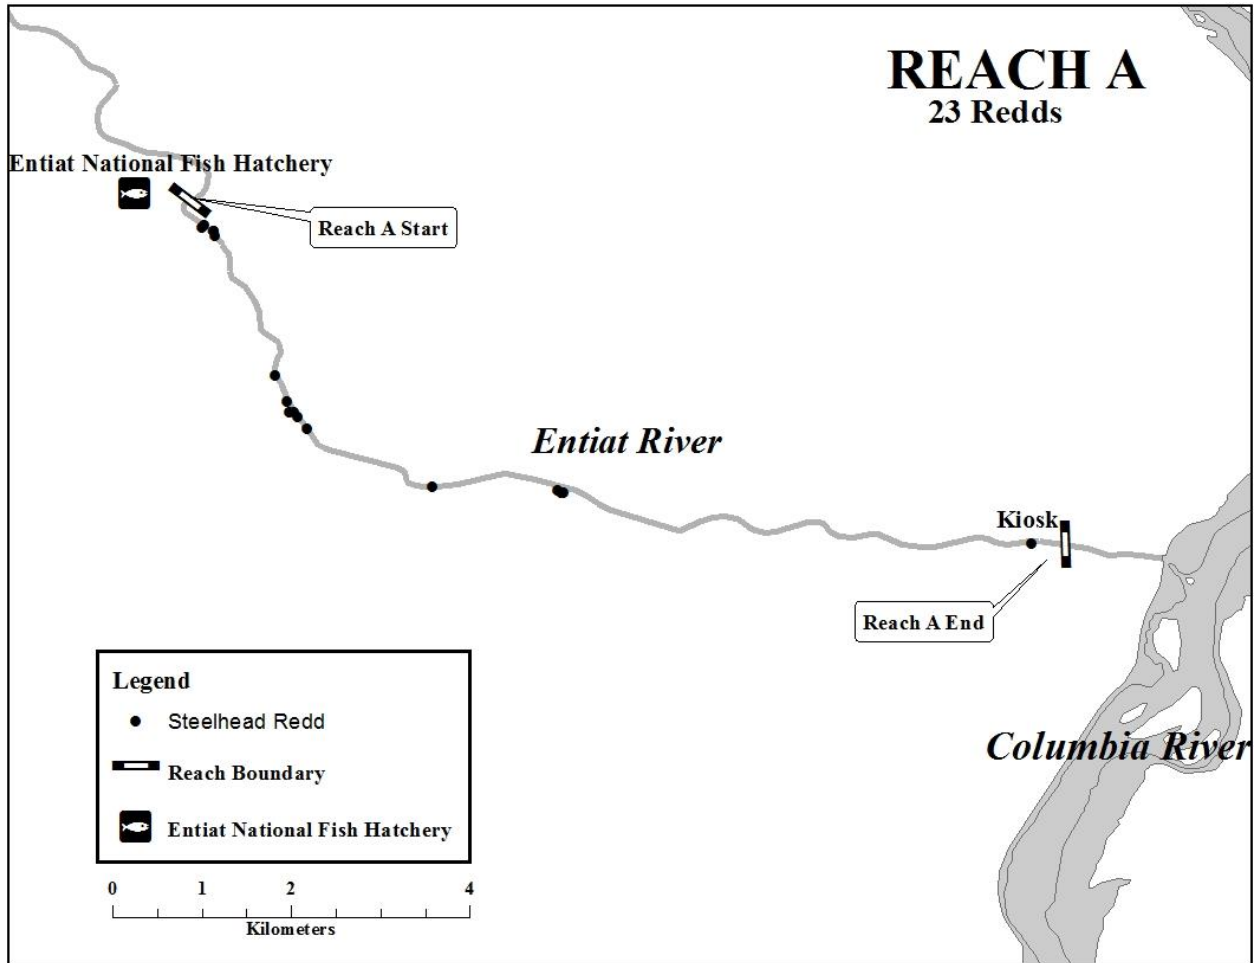 REACH A
23 Redds
Entiat National Fish Hatchery
Reach A Start
Entiat River
Kiosk
Reach A End
Columbia River
Legend
Steelhead Redd
Reach Boundary
Entiat National Fish Hatchery
0 1 2 4
Kilometers